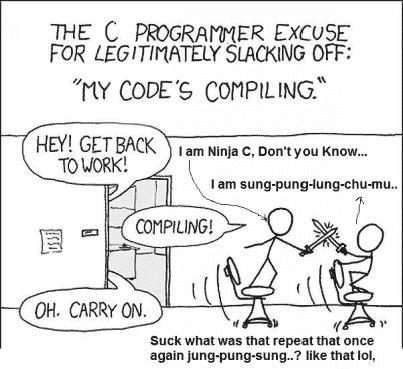 THE C PROGRAMMER EXCUSE
FOR LEGITIMATELY SLACKING OFF:
"MY CODE'S COMPILING."
HEY! GET BACK
TO WORK!
I am Ninja C, Don't you Know...
I am sung-pung-lung-chu-mu..
COMPILING!
OH. CARRY ON.
Suck what was that repeat that once
again jung-pung-sung..? like that lol,